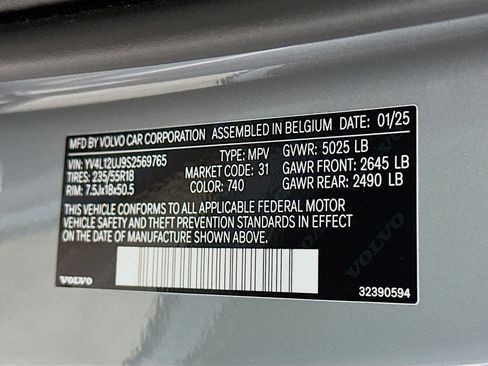 MFD BY VOLVO CAR CORPORATION ASSEMBLED IN BELGIUM DATE: 01/25
VIN: YV4L12UJ9S2569765 TYPE: MPV GVWR: 5025 LB
TIRES: 235/55R18 MARKET CODE: 31 GAWR FRONT: 2645 LB
RIM: 7.5Jx18x50.5 COLOR: 740 GAWR REAR: 2490 LB
THIS VEHICLE CONFORMS TO ALL APPLICABLE FEDERAL MOTOR
VEHICLE SAFETY AND THEFT PREVENTION STANDARDS IN EFFECT
ON THE DATE OF MANUFACTURE SHOWN ABOVE.
VOLVO 32390594